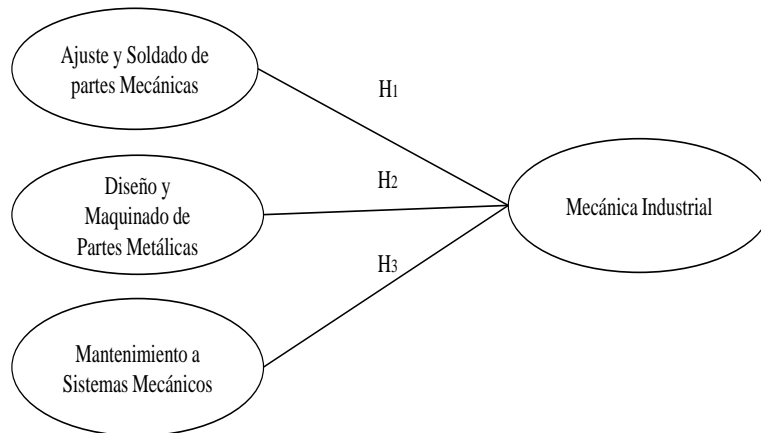 Ajuste y Soldado de
partes Mecánicas
H1
Diseño y
Maquinado de
Partes Metálicas
H2
Mecánica Industrial
H3
Mantenimiento a
Sistemas Mecánicos